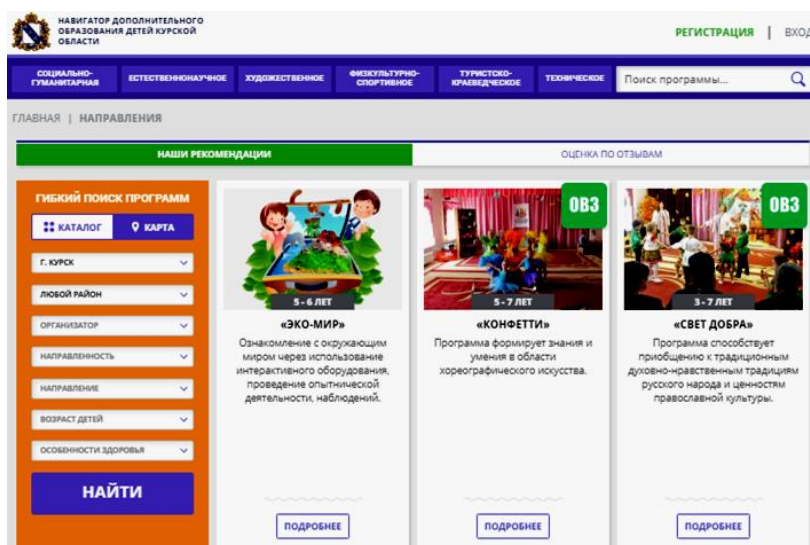 НАВИГАТОР ДОПОЛНИТЕЛЬНОГО
ОБРАЗОВАНИЯ ДЕТЕЙ КУРСКОЙ
ОБЛАСТИ
РЕГИСТРАЦИЯ | ВХОД
СОЦИАЛЬНО-
ГУМАНИТАРНАЯ
ЕСТЕСТВЕННОНАУЧНОЕ
ХУДОЖЕСТВЕННОЕ
ФИЗКУЛЬТУРНО-
СПОРТИВНОЕ
ТУРИСТСКО-
КРАЕВЕДЧЕСКОЕ
ТЕХНИЧЕСКОЕ
Поиск программы...
ГЛАВНАЯ | НАПРАВЛЕНИЯ
НАШИ РЕКОМЕНДАЦИИ
ОЦЕНКА ПО ОТЗЫВАМ
ГИБКИЙ ПОИСК ПРОГРАММ
КАТАЛОГ
КАРТА
Г. КУРСК
ЛЮБОЙ РАЙОН
ОРГАНИЗАТОР
НАПРАВЛЕННОСТЬ
НАПРАВЛЕНИЕ
ВОЗРАСТ ДЕТЕЙ
ОСОБЕННОСТИ ЗДОРОВЬЯ
НАЙТИ
5 - 6 ЛЕТ
«ЭКО-МИР»
Ознакомление с окружающим
миром через использование
интерактивного оборудования,
проведение опытнической
деятельности, наблюдений.
ПОДРОБНЕЕ
ОВЗ
5 - 7 ЛЕТ
«КОНФЕТТИ»
Программа формирует знания и
умения в области
хореографического искусства.
ПОДРОБНЕЕ
ОВЗ
3 - 7 ЛЕТ
«СВЕТ ДОБРА»
Программа способствует
приобщению к традиционным
духовно-нравственным традициям
русского народа и ценностям
православной культуры.
ПОДРОБНЕЕ